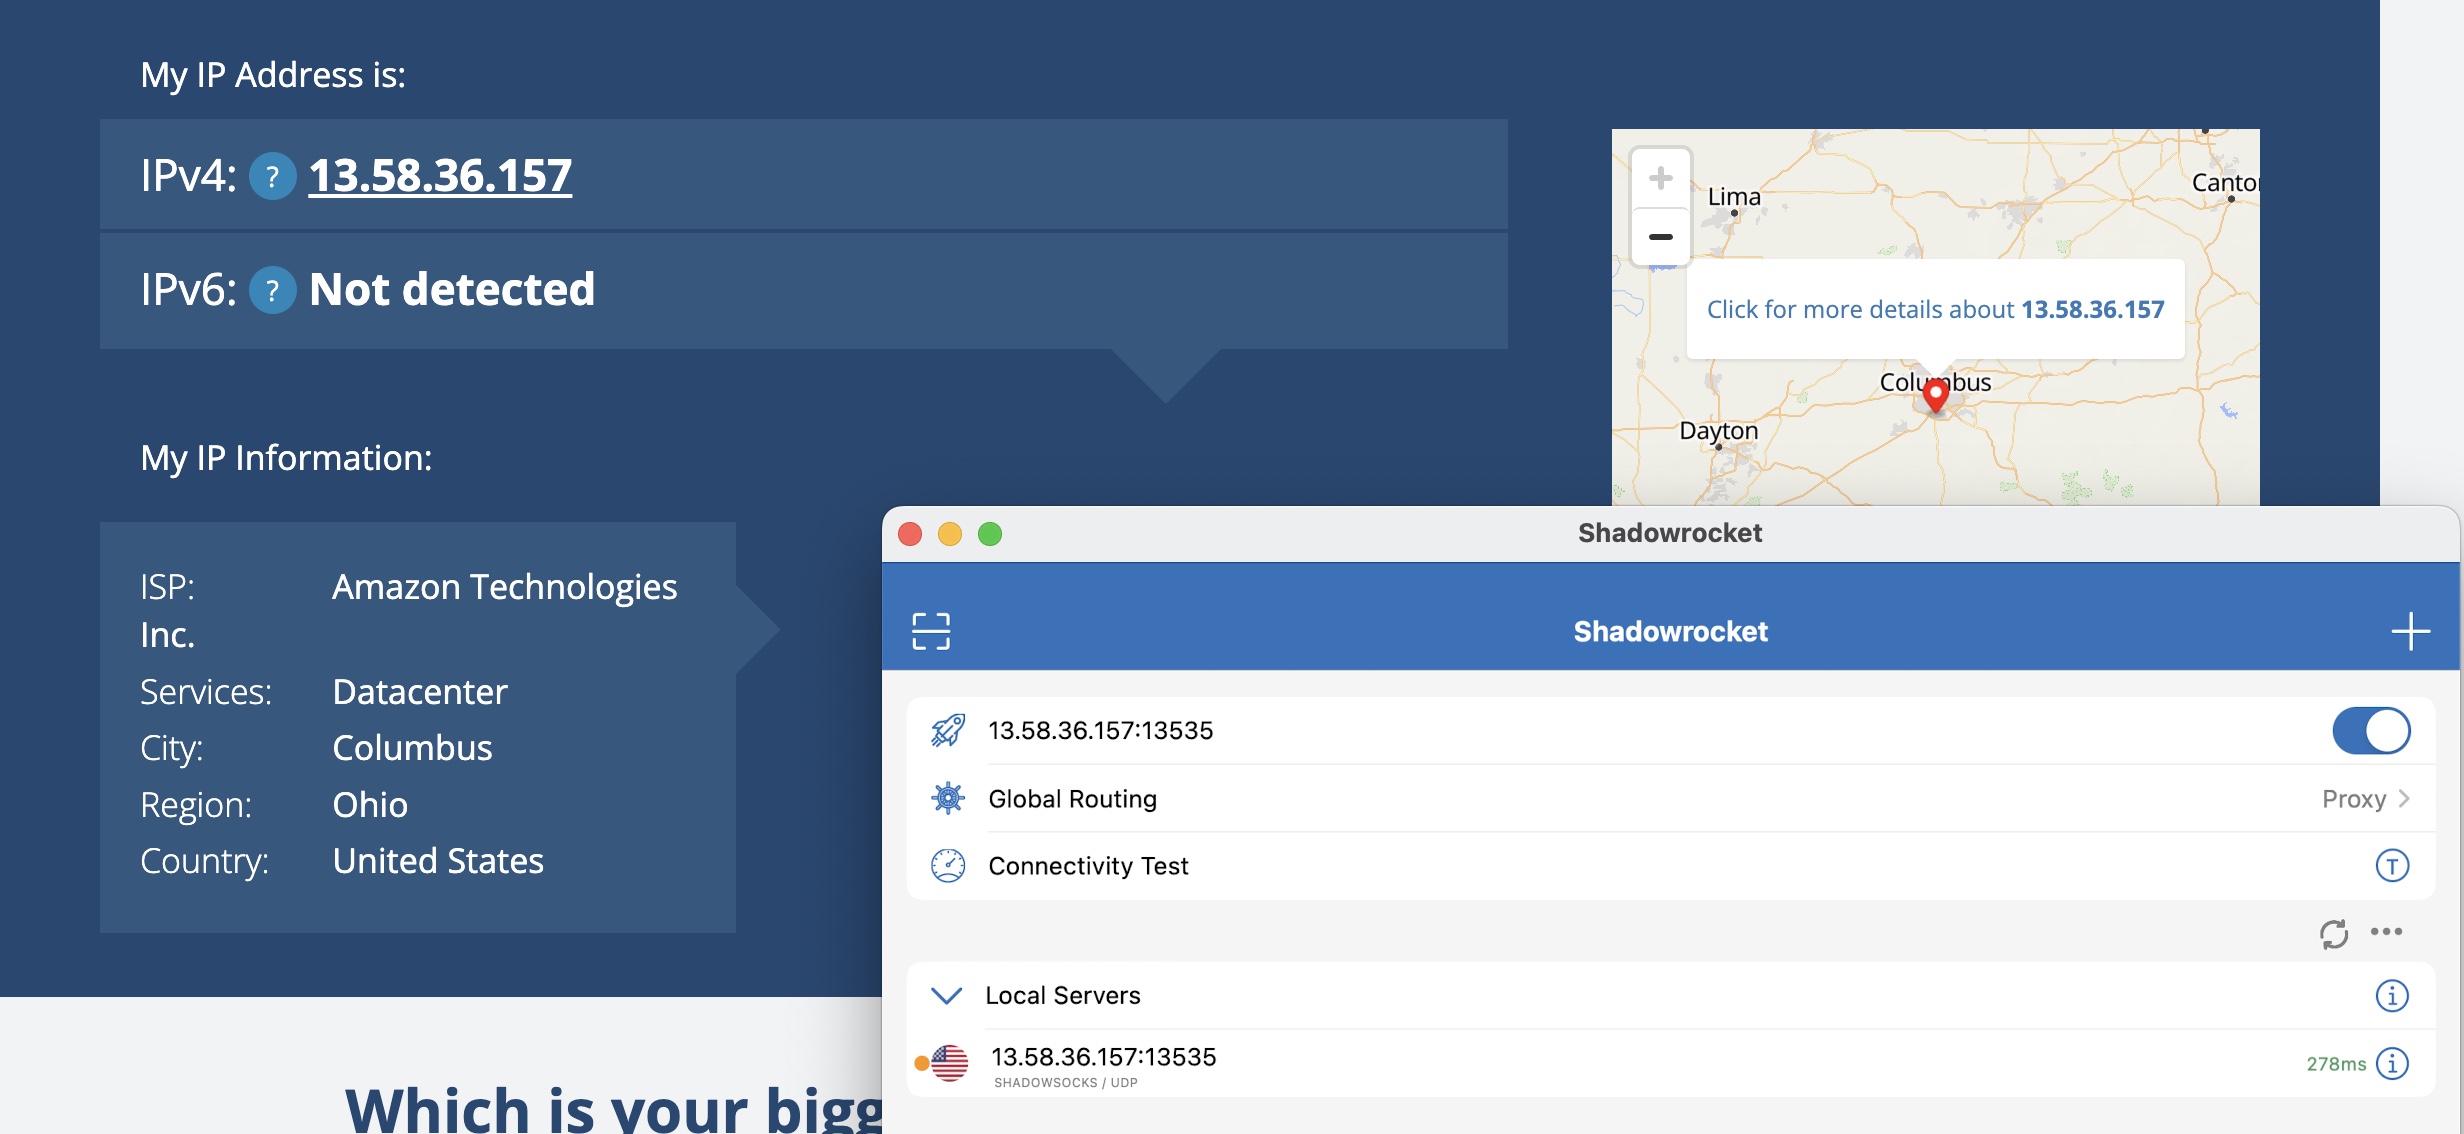 My IP Address is:
IPv4: ? 13.58.36.157
IPv6: ? Not detected
My IP Information:
ISP: Amazon Technologies
Inc.
Services: Datacenter
City: Columbus
Region: Ohio
Country: United States
+
−
Lima
Canto
Click for more details about 13.58.36.157
Columbus
Dayton
Which is your bigg
Shadowrocket
Shadowrocket
13.58.36.157:13535
Global Routing Proxy
Connectivity Test T
Local Servers i
13.58.36.157:13535 278ms i
SHADOWSOCKS / UDP